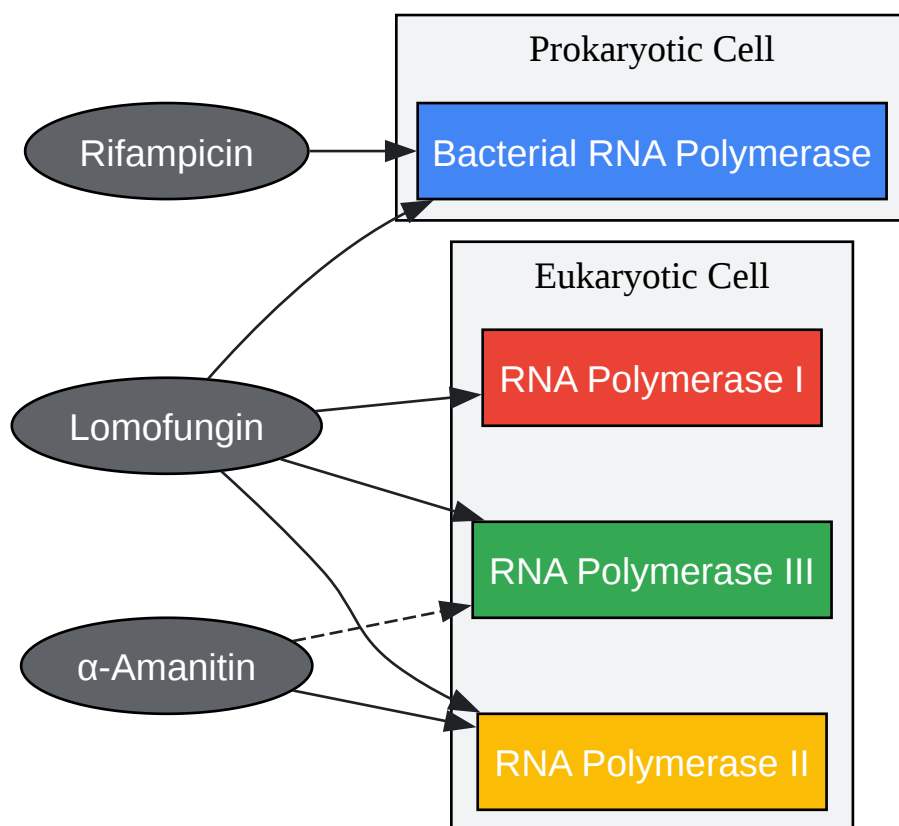 Prokaryotic Cell
Rifampicin
Bacterial RNA Polymerase
Eukaryotic Cell
RNA Polymerase I
Lomofungin
RNA Polymerase III
α-Amanitin
RNA Polymerase II